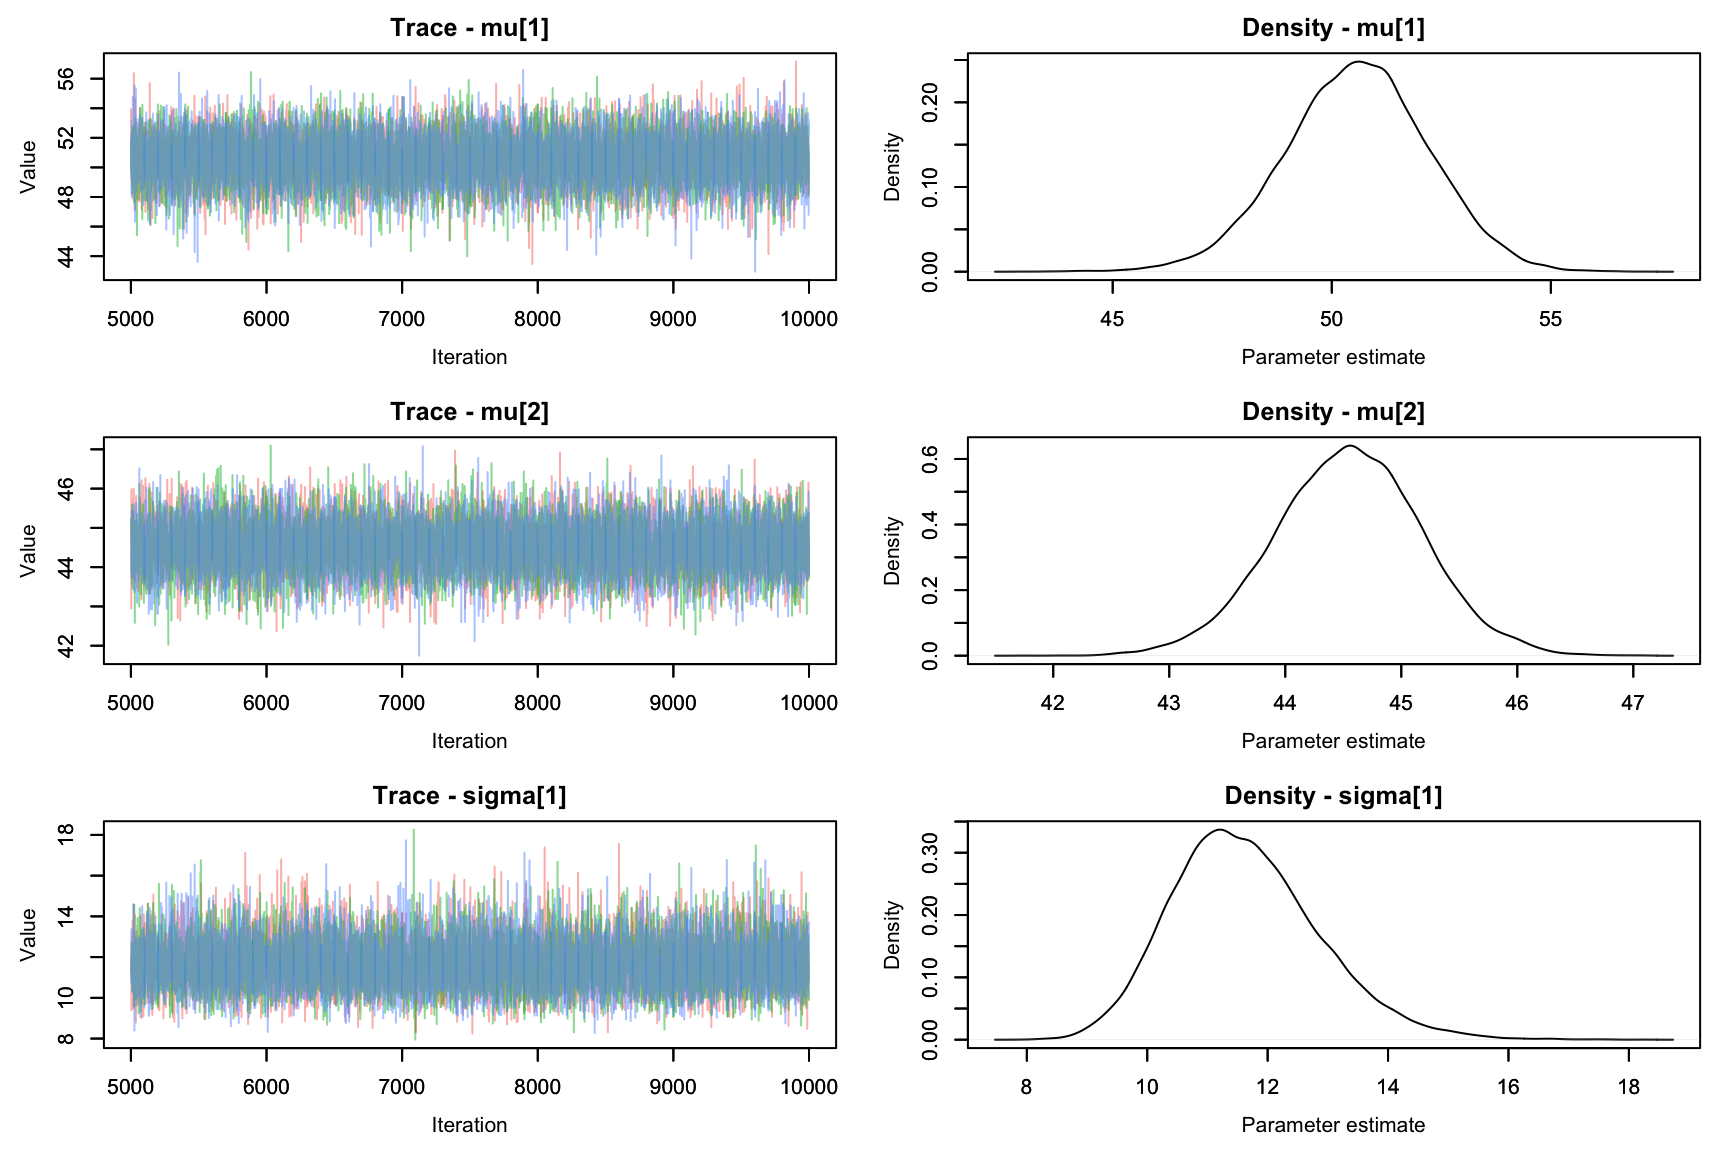 Trace - mu[1]
Value
44 48 52 56
5000 6000 7000 8000 9000 10000
Iteration
Density - mu[1]
Density
0.00 0.10 0.20
45 50 55
Parameter estimate
Trace - mu[2]
Value
42 44 46
5000 6000 7000 8000 9000 10000
Iteration
Density - mu[2]
Density
0.0 0.2 0.4 0.6
42 43 44 45 46 47
Parameter estimate
Trace - sigma[1]
Value
8 10 14 18
5000 6000 7000 8000 9000 10000
Iteration
Density - sigma[1]
Density
0.00 0.10 0.20 0.30
8 10 12 14 16 18
Parameter estimate